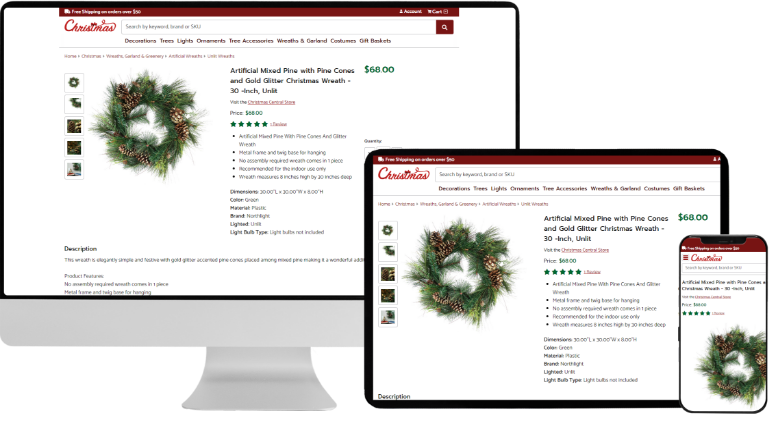 Free Shipping on orders over $50
Account
Cart
Christmas
Search by keyword, brand or SKU
Decorations Trees Lights Ornaments Tree Accessories Wreaths & Garland Costumes Gift Baskets
Home > Christmas > Wreaths, Garland & Greenery > Artificial Wreaths > Unlit Wreaths
Artificial Mixed Pine with Pine Cones
and Gold Glitter Christmas Wreath -
30 -Inch, Unlit
$68.00
Visit the Christmas Central Store
Price: $68.00
1 Review
Artificial Mixed Pine With Pine Cones And Glitter
Wreath
Metal frame and twig base for hanging
No assembly required wreath comes in 1 piece
Recommended for the indoor use only
Wreath measures 8 inches high by 30 inches deep
Quantity:
Dimensions: 30.00"L x 30.00"W x 8.00"H
Color: Green
Material: Plastic
Brand: Northlight
Lighted: Unlit
Light Bulb Type: Light bulbs not included
Description
This wreath is elegantly simple and festive with gold glitter accented pine cones placed among mixed pine making it a wonderful
Product Features:
No assembly required wreath comes in 1 piece
Metal frame and twig base for hanging
Free Shipping on orders over $50
Christmas
Search by keyword, brand or SKU
Decorations Trees Lights Ornaments Tree Accessories Wreaths & Garland Costumes Gift Baskets
Home > Christmas > Wreaths, Garland & Greenery > Artificial Wreaths > Unlit Wreaths
Artificial Mixed Pine with Pine Cones
and Gold Glitter Christmas Wreath -
30 -Inch, Unlit
$68.00
Visit the Christmas Central Store
Price: $68.00
1 Review
Artificial Mixed Pine With Pine Cones And Glitter
Wreath
Metal frame and twig base for hanging
No assembly required wreath comes in 1 piece
Recommended for the indoor use only
Wreath measures 8 inches high by 30 inches deep
Dimensions: 30.00"L x 30.00"W x 8.00"H
Color: Green
Material: Plastic
Brand: Northlight
Lighted: Unlit
Light Bulb Type: Light bulbs not included
Description
Free Shipping on orders over $50
Christmas
Search by keyword, brand or SKU
Artificial Mixed Pine with Pine Cones
Christmas Wreath - 30 -Inch, Unlit
Visit the Christmas Central Store
Price: $68.00
1 Review